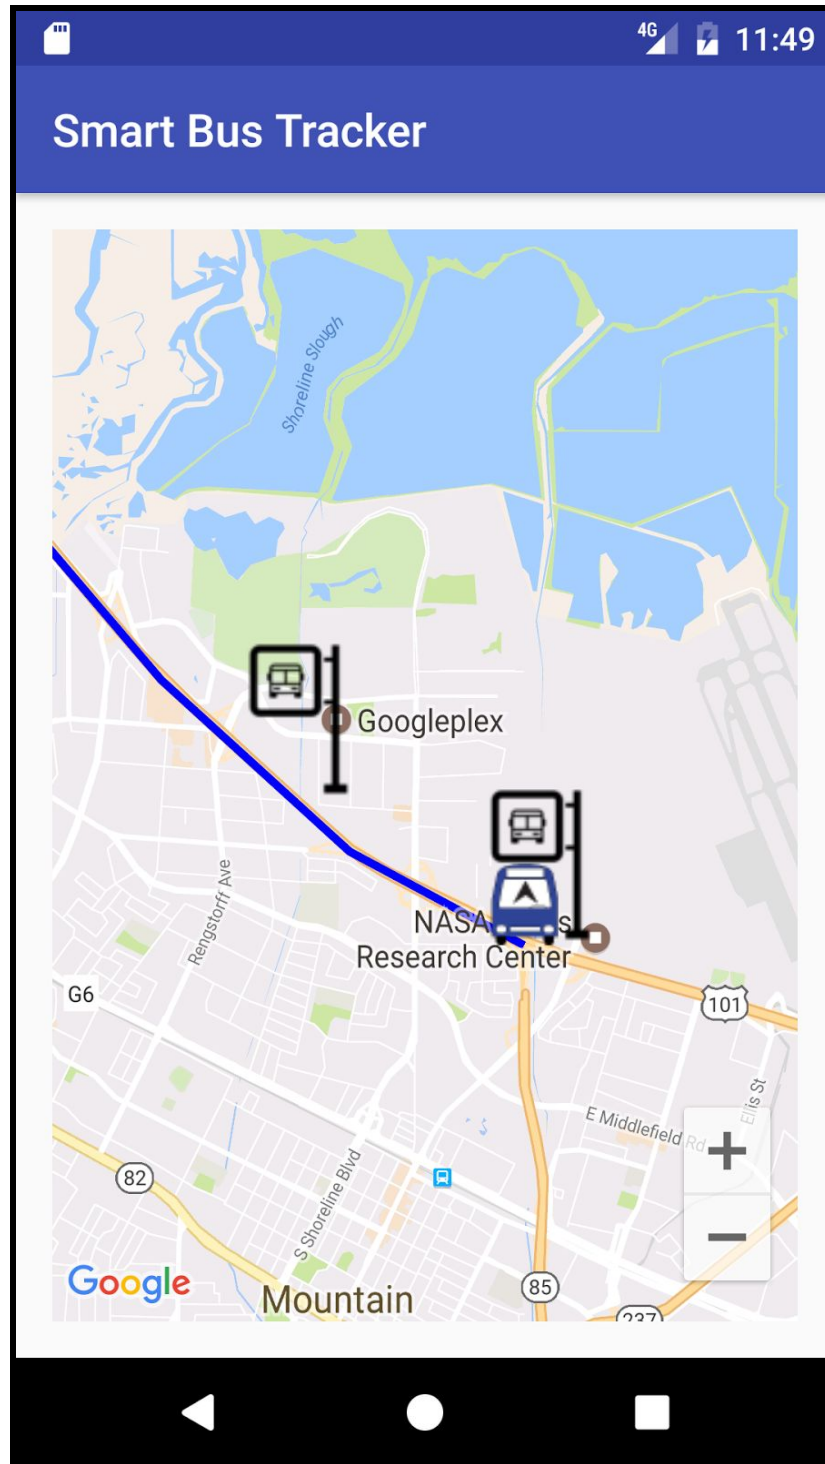 4G 11:49
Smart Bus Tracker
Shoreline Slough
Googleplex
Rengstorff Ave
NASA
Research Center
G6
101
Ellis St
E Middlefield Rd
+
82
S Shoreline Blvd
−
Google
Mountain
85
237